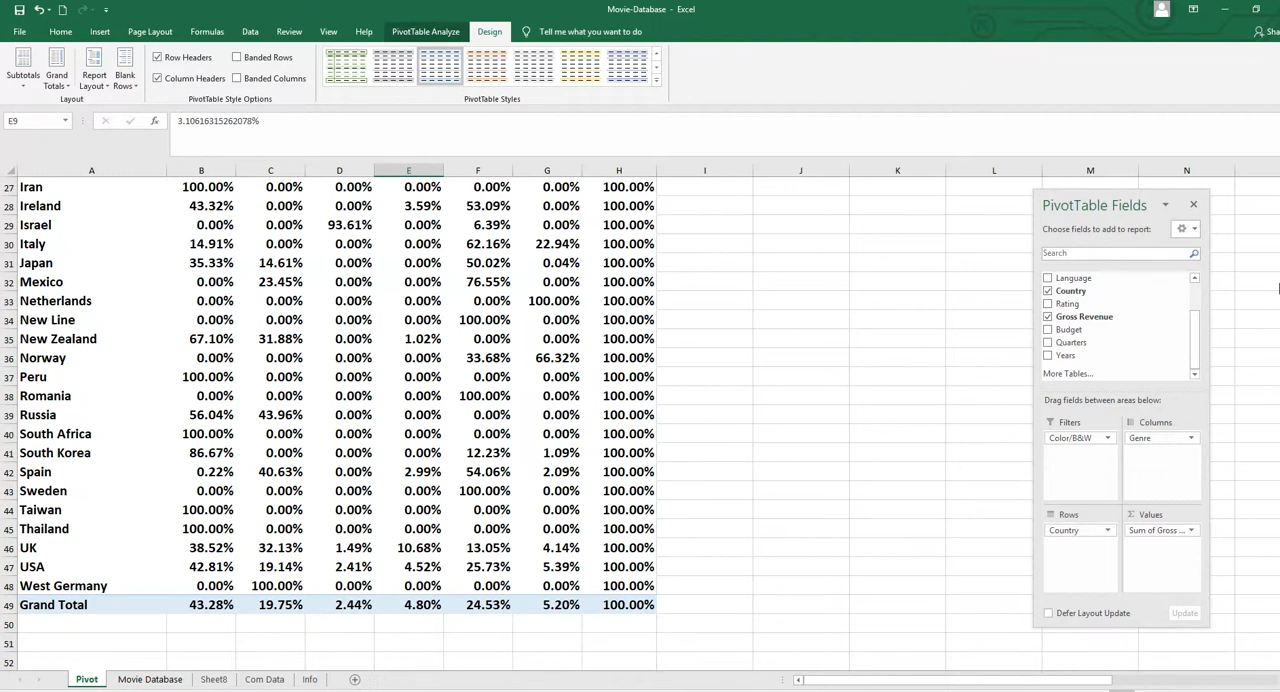 Movie-Database - Excel
File Home Insert Page Layout Formulas Data Review View Help PivotTable Analyze Design Tell me what you want to do Sha
Subtotals Grand Totals Report Layout Blank Rows
Row Headers Banded Rows
Column Headers Banded Columns
Layout PivotTable Style Options PivotTable Styles
E9 fx 3.10616315262078%
A B C D E F G H I J K L M N
27 Iran 100.00% 0.00% 0.00% 0.00% 0.00% 0.00% 100.00%
28 Ireland 43.32% 0.00% 0.00% 3.59% 53.09% 0.00% 100.00%
29 Israel 0.00% 0.00% 93.61% 0.00% 6.39% 0.00% 100.00%
30 Italy 14.91% 0.00% 0.00% 0.00% 62.16% 22.94% 100.00%
31 Japan 35.33% 14.61% 0.00% 0.00% 50.02% 0.04% 100.00%
32 Mexico 0.00% 23.45% 0.00% 0.00% 76.55% 0.00% 100.00%
33 Netherlands 0.00% 0.00% 0.00% 0.00% 0.00% 100.00% 100.00%
34 New Line 0.00% 0.00% 0.00% 0.00% 100.00% 0.00% 100.00%
35 New Zealand 67.10% 31.88% 0.00% 1.02% 0.00% 0.00% 100.00%
36 Norway 0.00% 0.00% 0.00% 0.00% 33.68% 66.32% 100.00%
37 Peru 100.00% 0.00% 0.00% 0.00% 0.00% 0.00% 100.00%
38 Romania 0.00% 0.00% 0.00% 0.00% 100.00% 0.00% 100.00%
39 Russia 56.04% 43.96% 0.00% 0.00% 0.00% 0.00% 100.00%
40 South Africa 100.00% 0.00% 0.00% 0.00% 0.00% 0.00% 100.00%
41 South Korea 86.67% 0.00% 0.00% 0.00% 12.23% 1.09% 100.00%
42 Spain 0.22% 40.63% 0.00% 2.99% 54.06% 2.09% 100.00%
43 Sweden 0.00% 0.00% 0.00% 0.00% 100.00% 0.00% 100.00%
44 Taiwan 100.00% 0.00% 0.00% 0.00% 0.00% 0.00% 100.00%
45 Thailand 100.00% 0.00% 0.00% 0.00% 0.00% 0.00% 100.00%
46 UK 38.52% 32.13% 1.49% 10.68% 13.05% 4.14% 100.00%
47 USA 42.81% 19.14% 2.41% 4.52% 25.73% 5.39% 100.00%
48 West Germany 0.00% 100.00% 0.00% 0.00% 0.00% 0.00% 100.00%
49 Grand Total 43.28% 19.75% 2.44% 4.80% 24.53% 5.20% 100.00%
50
51
52
PivotTable Fields
Choose fields to add to report:
Search
Language
Country
Rating
Gross Revenue
Budget
Quarters
Years
More Tables...
Drag fields between areas below:
Filters Columns
Color/B&W Genre
Rows Σ Values
Country Sum of Gross ...
Defer Layout Update Update
Pivot Movie Database Sheet8 Com Data Info